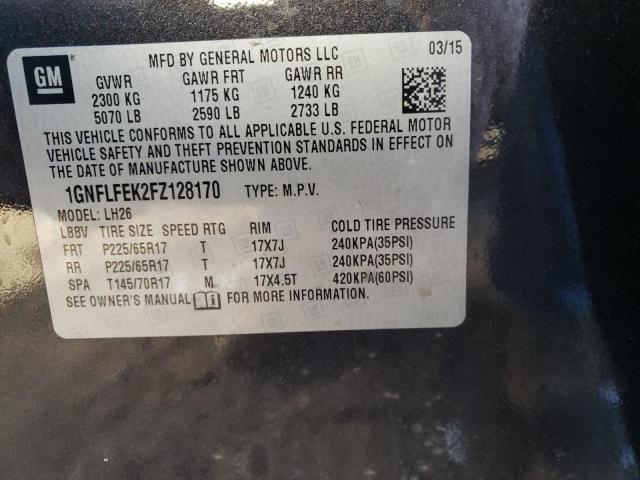 GM
MFD BY GENERAL MOTORS LLC 03/15
GVWR GAWR FRT GAWR RR
2300 KG 1175 KG 1240 KG
5070 LB 2590 LB 2733 LB
THIS VEHICLE CONFORMS TO ALL APPLICABLE U.S. FEDERAL MOTOR
VEHICLE SAFETY AND THEFT PREVENTION STANDARDS IN EFFECT ON THE
DATE OF MANUFACTURE SHOWN ABOVE.
1GNFLFEK2FZ128170 TYPE: M.P.V.
MODEL: LH26
LBBV TIRE SIZE SPEED RTG RIM COLD TIRE PRESSURE
FRT P225/65R17 T 17X7J 240KPA(35PSI)
RR P225/65R17 T 17X7J 240KPA(35PSI)
SPA T145/70R17 M 17X4.5T 420KPA(60PSI)
SEE OWNER'S MANUAL FOR MORE INFORMATION.